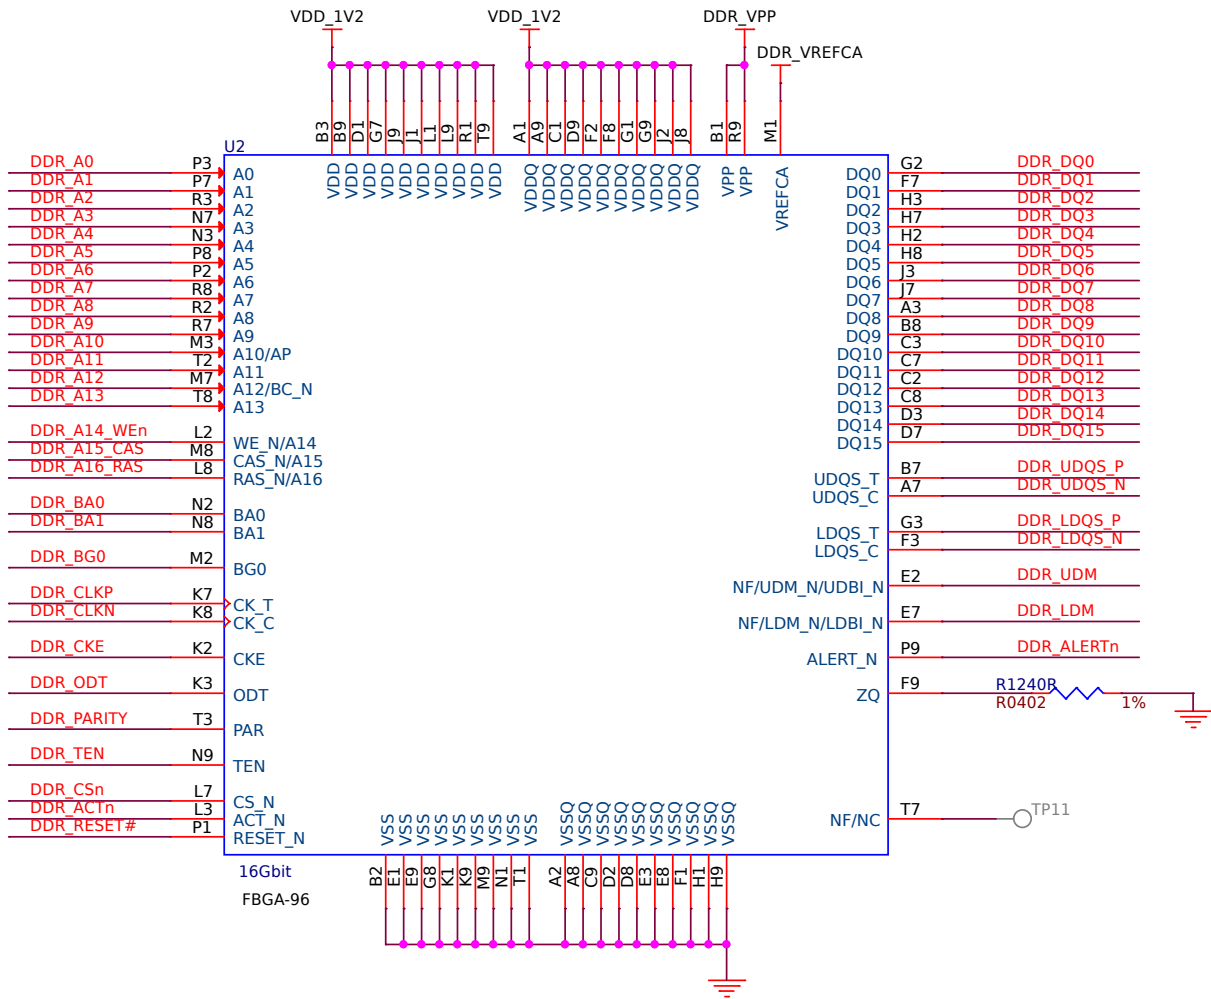 VDD_1V2
VDD_1V2
DDR_VPP
DDR_VREFCA
B3 B9 D1 G7 J9 J1 L1 L9 R1 T9
A1 A9 C1 D9 F2 F8 G1 G9 J2 J8
B1 R9 M1
U2
VDD VDD VDD VDD VDD VDD VDD VDD VDD VDD
VDDQ VDDQ VDDQ VDDQ VDDQ VDDQ VDDQ VDDQ VDDQ VDDQ
VPP VPP VREFCA
DDR_A0 P3 A0
DDR_A1 P7 A1
DDR_A2 R3 A2
DDR_A3 N7 A3
DDR_A4 N3 A4
DDR_A5 P8 A5
DDR_A6 P2 A6
DDR_A7 R8 A7
DDR_A8 R2 A8
DDR_A9 R7 A9
DDR_A10 M3 A10/AP
DDR_A11 T2 A11
DDR_A12 M7 A12/BC_N
DDR_A13 T8 A13
DDR_A14_WEn L2 WE_N/A14
DDR_A15_CAS M8 CAS_N/A15
DDR_A16_RAS L8 RAS_N/A16
DDR_BA0 N2 BA0
DDR_BA1 N8 BA1
DDR_BG0 M2 BG0
DDR_CLKP K7 CK_T
DDR_CLKN K8 CK_C
DDR_CKE K2 CKE
DDR_ODT K3 ODT
DDR_PARITY T3 PAR
DDR_TEN N9 TEN
DDR_CSn L7 CS_N
DDR_ACTn L3 ACT_N
DDR_RESET# P1 RESET_N
DQ0 G2 DDR_DQ0
DQ1 F7 DDR_DQ1
DQ2 H3 DDR_DQ2
DQ3 H7 DDR_DQ3
DQ4 H2 DDR_DQ4
DQ5 H8 DDR_DQ5
DQ6 J3 DDR_DQ6
DQ7 J7 DDR_DQ7
DQ8 A3 DDR_DQ8
DQ9 B8 DDR_DQ9
DQ10 C3 DDR_DQ10
DQ11 C7 DDR_DQ11
DQ12 C2 DDR_DQ12
DQ13 C8 DDR_DQ13
DQ14 D3 DDR_DQ14
DQ15 D7 DDR_DQ15
UDQS_T B7 DDR_UDQS_P
UDQS_C A7 DDR_UDQS_N
LDQS_T G3 DDR_LDQS_P
LDQS_C F3 DDR_LDQS_N
NF/UDM_N/UDBI_N E2 DDR_UDM
NF/LDM_N/LDBI_N E7 DDR_LDM
ALERT_N P9 DDR_ALERTn
ZQ F9 R1240R
R0402 1%
NF/NC T7 TP11
VSS VSS VSS VSS VSS VSS VSS VSS VSS
VSSQ VSSQ VSSQ VSSQ VSSQ VSSQ VSSQ VSSQ VSSQ VSSQ
B2 E1 E9 G8 K1 K9 M9 N1 T1
A2 A8 C9 D2 D8 E3 E8 F1 H1 H9
16Gbit
FBGA-96